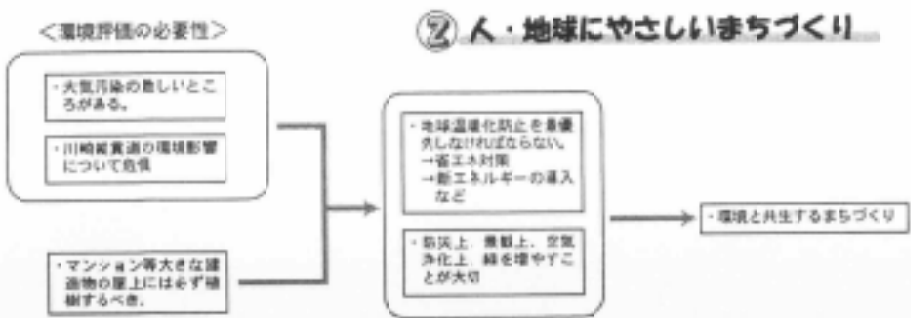 ② 人・地球にやさしいまちづくり
＜環境評価の必要性＞
・大気汚染の激しいとこ
ろがある。
・川崎縦貫道の環境影響
について危惧
・マンション等大きな建
造物の屋上には必ず植
樹するべき。
・地球温暖化防止を最優
先しなければならない。
→省エネ対策
→新エネルギーの導入
など
・防災上、景観上、空気
浄化上、緑を増やすこ
とが大切
・環境と共生するまちづくり